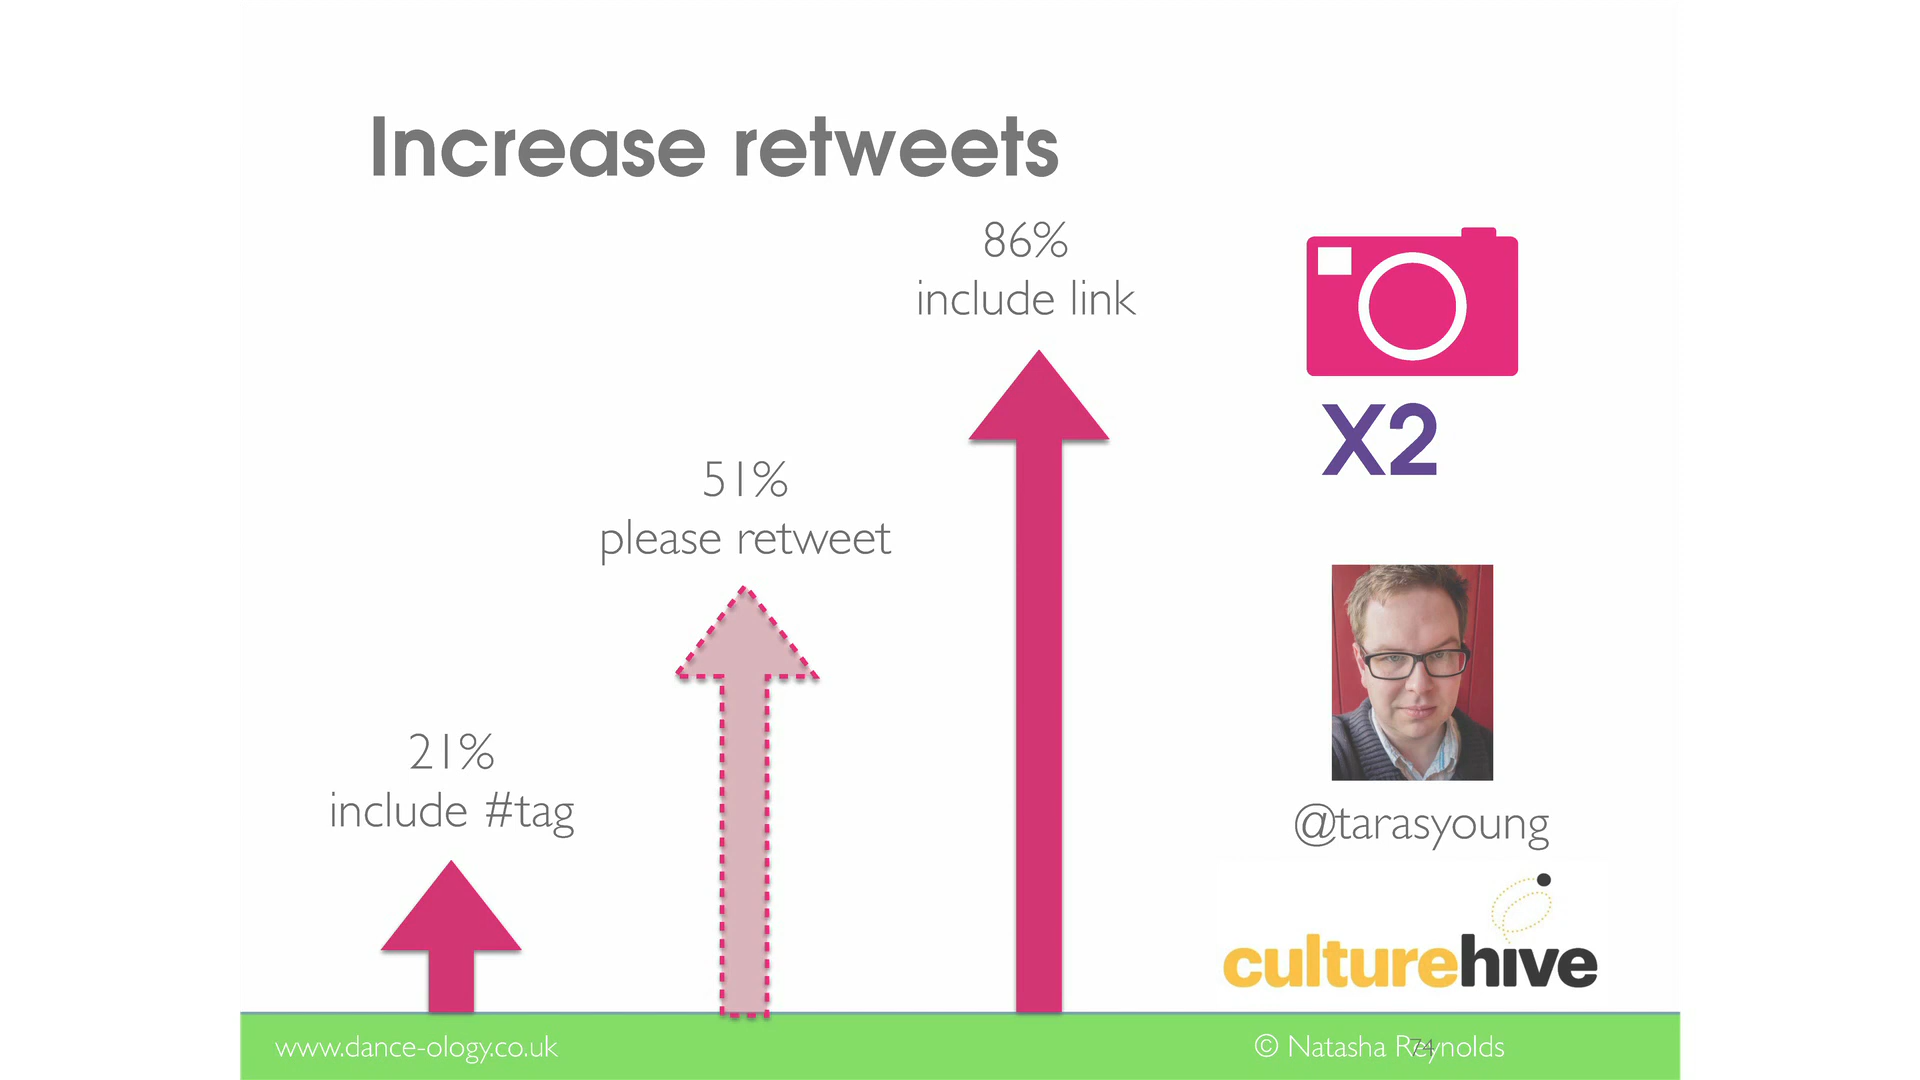 Increase retweets
86%
include link
X2
51%
please retweet
21%
include #tag
@tarasyoung
culturehive
www.dance-ology.co.uk
© Natasha Reynolds
74